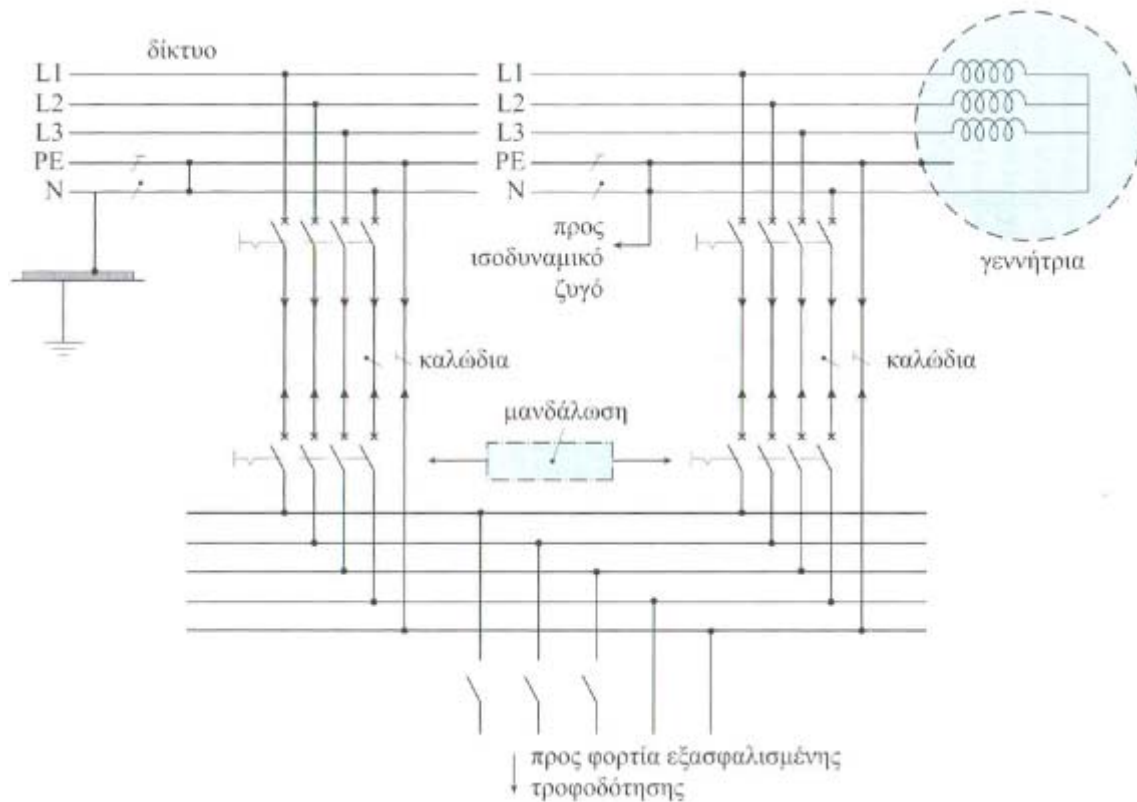 δίκτυο
L1
L2
L3
PE
N
L1
L2
L3
PE
N
γεννήτρια
προς
ισοδυναμικό
ζυγό
καλώδια
καλώδια
μανδάλωση
προς φορτία εξασφαλισμένης
τροφοδότησης